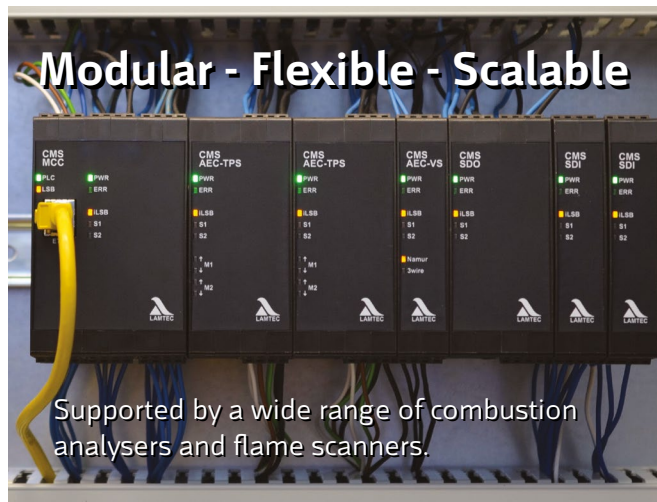 Modular - Flexible - Scalable
CMS
MCC
PLC
PWR
LSB
ERR
iLSB
S1
S2
LAMTEC
CMS
AEC-TPS
PWR
ERR
iLSB
S1
S2
M1
M2
LAMTEC
CMS
AEC-TPS
PWR
ERR
iLSB
S1
S2
M1
M2
LAMTEC
CMS
AEC-VS
PWR
ERR
iLSB
S1
S2
Namur
3wire
LAMTEC
CMS
SDO
PWR
ERR
iLSB
S1
S2
LAMTEC
CMS
SDI
PWR
ERR
iLSB
S1
S2
LAMTEC
CMS
SDI
PWR
ERR
iLSB
S1
S2
LAMTEC
Supported by a wide range of combustion
analysers and flame scanners.